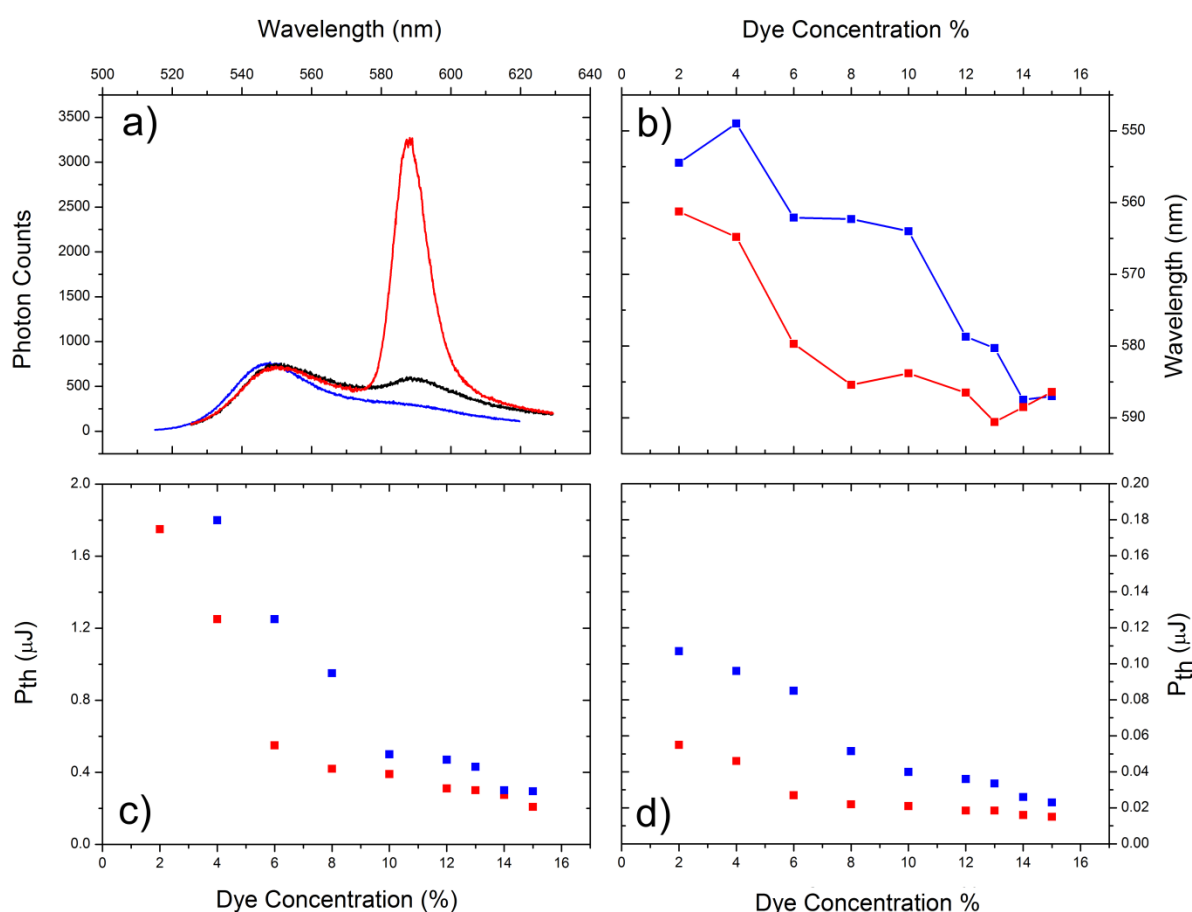 Wavelength (nm)
500 520 540 560 580 600 620 640
a)
3500
3000
2500
2250
1750
1500
1000
500
0
Photon Counts
Dye Concentration %
0 2 4 6 8 10 12 14 16
b)
550
560
570
580
590
Wavelength (nm)
2.0
1.6
1.2
0.8
0.4
0.0
Pth (µJ)
c)
0 2 4 6 8 10 12 14 16
Dye Concentration (%)
0.20
0.18
0.16
0.14
0.12
0.10
0.08
0.06
0.04
0.02
0.00
Pth (µJ)
d)
0 2 4 6 8 10 12 14 16
Dye Concentration %